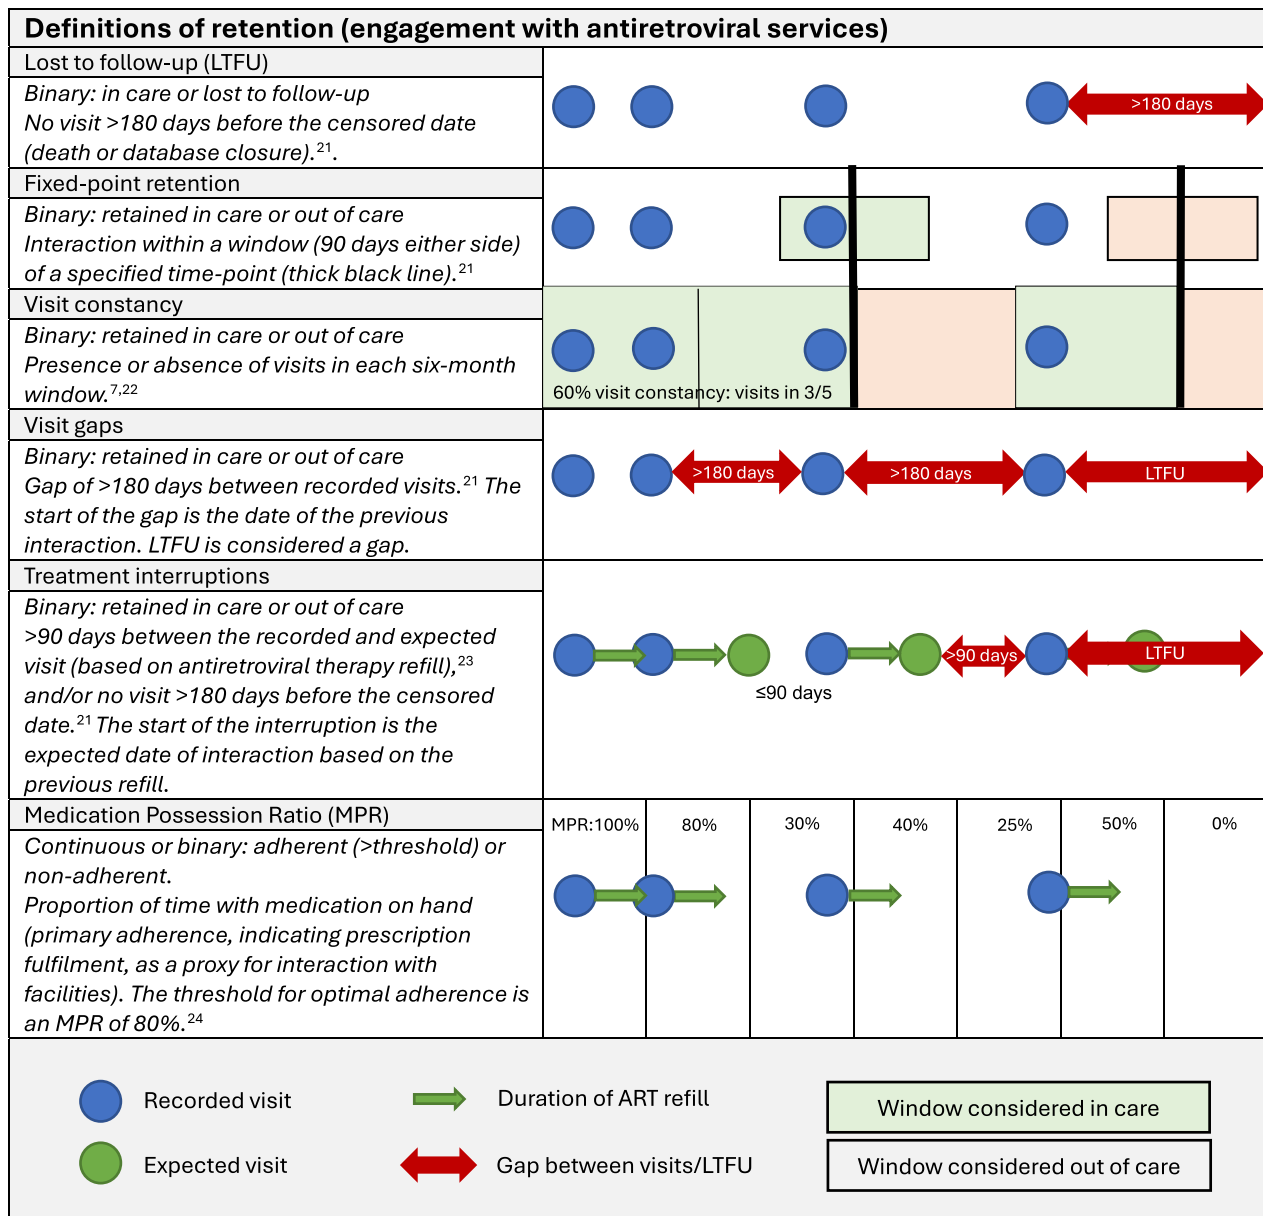 Definitions of retention (engagement with antiretroviral services)
Lost to follow-up (LTFU)
Binary: in care or lost to follow-up
No visit >180 days before the censored date
(death or database closure).21.
>180 days
Fixed-point retention
Binary: retained in care or out of care
Interaction within a window (90 days either side)
of a specified time-point (thick black line).21
Visit constancy
Binary: retained in care or out of care
Presence or absence of visits in each six-month
window.7,22
60% visit constancy: visits in 3/5
Visit gaps
Binary: retained in care or out of care
Gap of >180 days between recorded visits.21 The
start of the gap is the date of the previous
interaction. LTFU is considered a gap.
>180 days
>180 days
LTFU
Treatment interruptions
Binary: retained in care or out of care
>90 days between the recorded and expected
visit (based on antiretroviral therapy refill),23
and/or no visit >180 days before the censored
date.21 The start of the interruption is the
expected date of interaction based on the
previous refill.
≤90 days
>90 days
LTFU
Medication Possession Ratio (MPR)
Continuous or binary: adherent (>threshold) or
non-adherent.
Proportion of time with medication on hand
(primary adherence, indicating prescription
fulfilment, as a proxy for interaction with
facilities). The threshold for optimal adherence is
an MPR of 80%.24
MPR:100%
80%
30%
40%
25%
50%
0%
Recorded visit
Duration of ART refill
Window considered in care
Expected visit
Gap between visits/LTFU
Window considered out of care